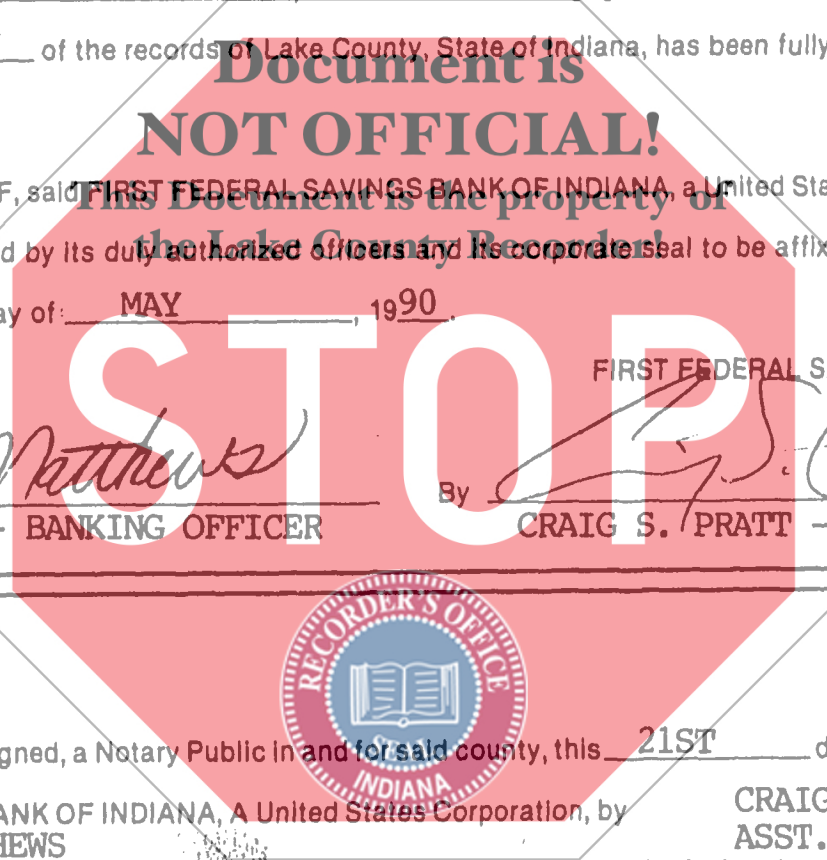 of the records of Lake County, State of Indiana, has been fully
Document is
NOT OFFICIAL!
F, said FIRST FEDERAL SAVINGS BANK OF INDIANA, a United Sta
This Document is the property of
d by its duly authorized officers and its corporate seal to be affix
the Lake County Recorder!
ay of: MAY , 1990.
STOP
FIRST FEDERAL S
Matthews
By
- BANKING OFFICER
CRAIG S. PRATT -
RECORDER'S OFFICE
SEAL
INDIANA
gned, a Notary Public in and for said county, this 21ST d
ANK OF INDIANA, A United States Corporation, by CRAIG
HEWS ASST.